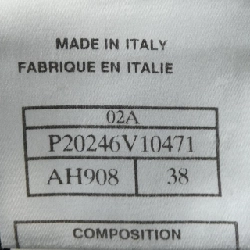 MADE IN ITALY
FABRIQUE EN ITALIE
02A
P20246V10471
AH908 38
COMPOSITION